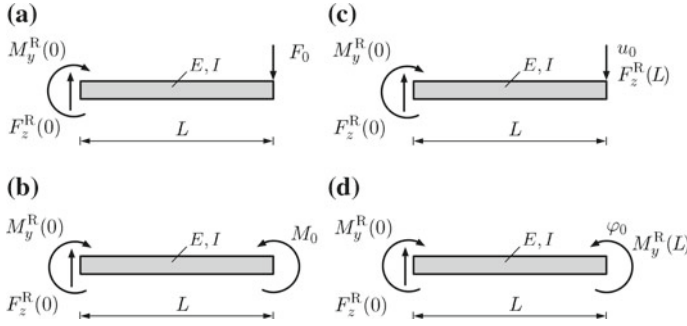 (a)
M_y^R(0)
F_0
E, I
F_z^R(0)
L
(c)
M_y^R(0)
u_0
E, I
F_z^R(L)
F_z^R(0)
L
(b)
M_y^R(0)
M_0
E, I
F_z^R(0)
L
(d)
M_y^R(0)
φ_0
E, I
M_y^R(L)
F_z^R(0)
L